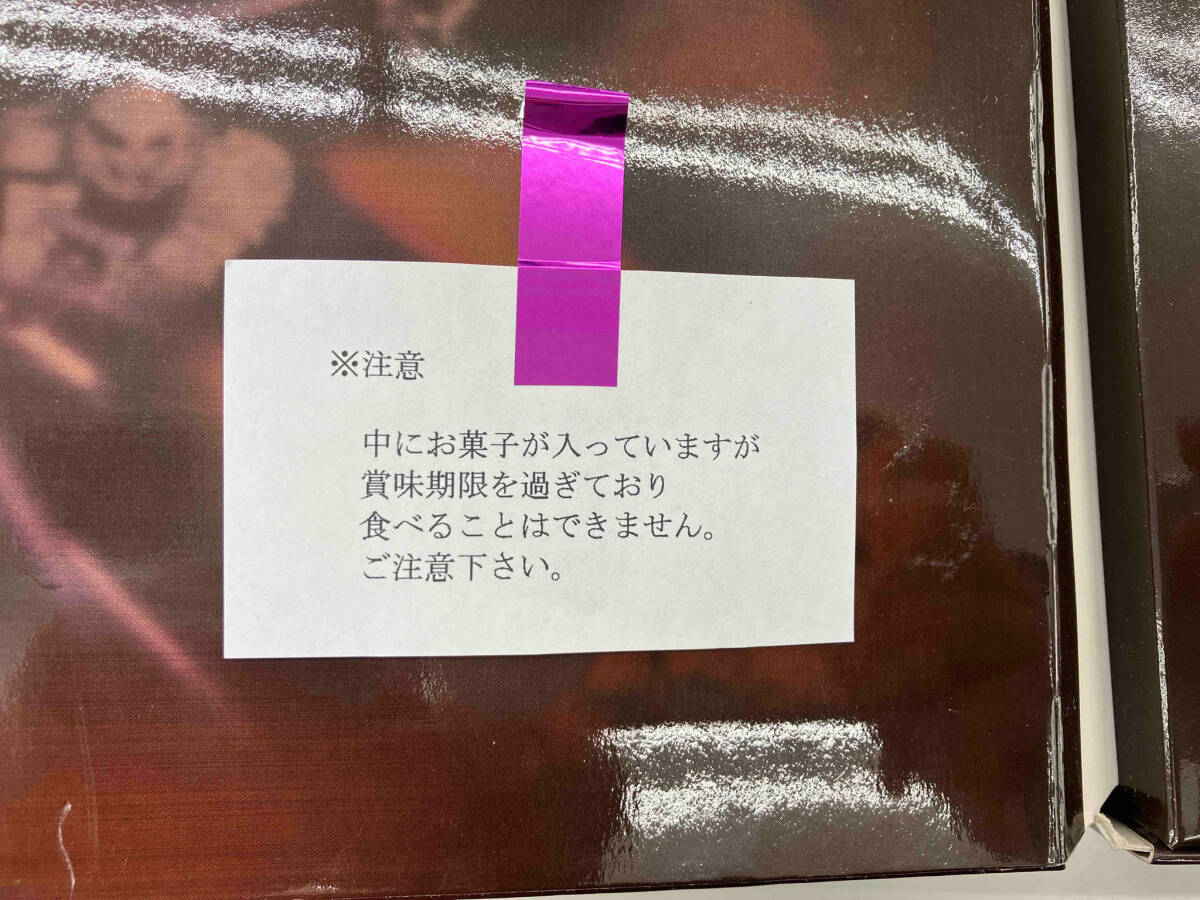 ※注意
中にお菓子が入っていますが
賞味期限を過ぎており
食べることはできません。
ご注意下さい。